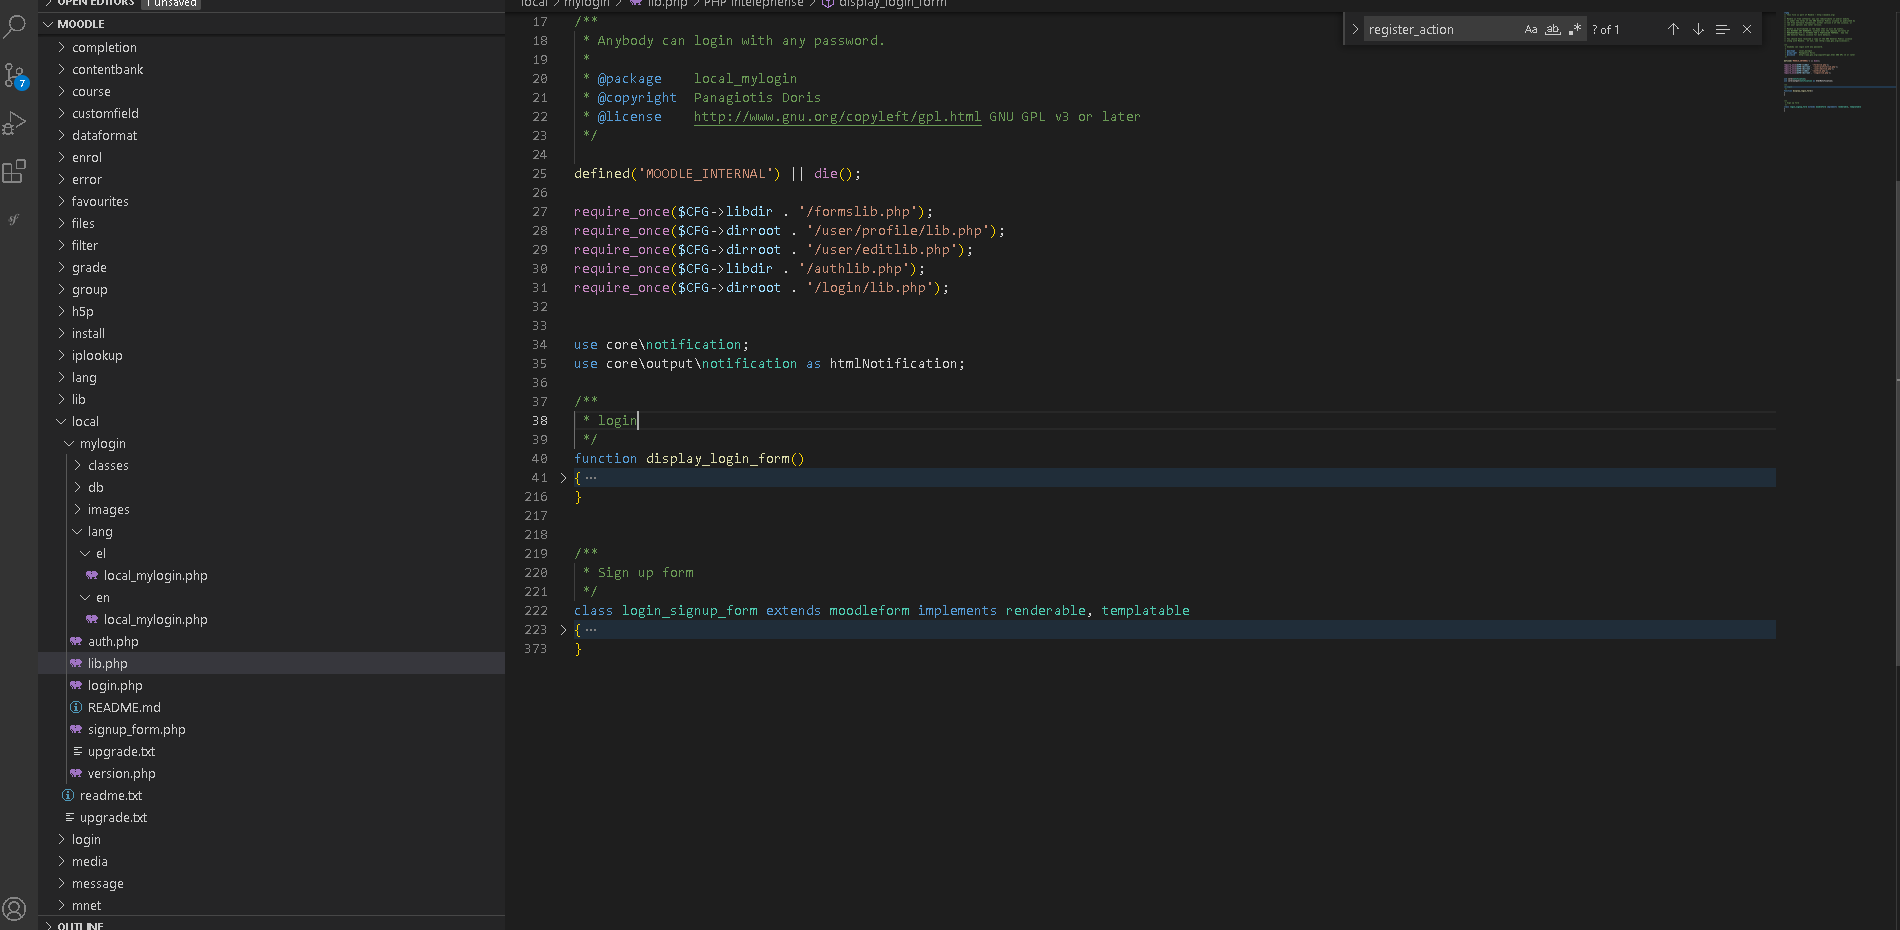 OPEN EDITORS 1 unsaved
MOODLE
completion
contentbank
course
customfield
dataformat
enrol
error
favourites
files
filter
grade
group
h5p
install
iplookup
lang
lib
local
mylogin
classes
db
images
lang
el
local_mylogin.php
en
local_mylogin.php
auth.php
lib.php
login.php
README.md
signup_form.php
upgrade.txt
version.php
readme.txt
upgrade.txt
login
media
message
mnet
OUTLINE
7
local > mylogin > lib.php > PHP Intelephense > display_login_form
register_action Aa ab .* ? of 1
17 /**
18 * Anybody can login with any password.
19 *
20 * @package    local_mylogin
21 * @copyright  Panagiotis Doris
22 * @license    http://www.gnu.org/copyleft/gpl.html GNU GPL v3 or later
23 */
24
25 defined('MOODLE_INTERNAL') || die();
26
27 require_once($CFG->libdir . '/formslib.php');
28 require_once($CFG->dirroot . '/user/profile/lib.php');
29 require_once($CFG->dirroot . '/user/editlib.php');
30 require_once($CFG->libdir . '/authlib.php');
31 require_once($CFG->dirroot . '/login/lib.php');
32
33
34 use core\notification;
35 use core\output\notification as htmlNotification;
36
37 /**
38 * login
39 */
40 function display_login_form()
41 { ...
216 }
217
218
219 /**
220 * Sign up form
221 */
222 class login_signup_form extends moodleform implements renderable, templatable
223 { ...
373 }